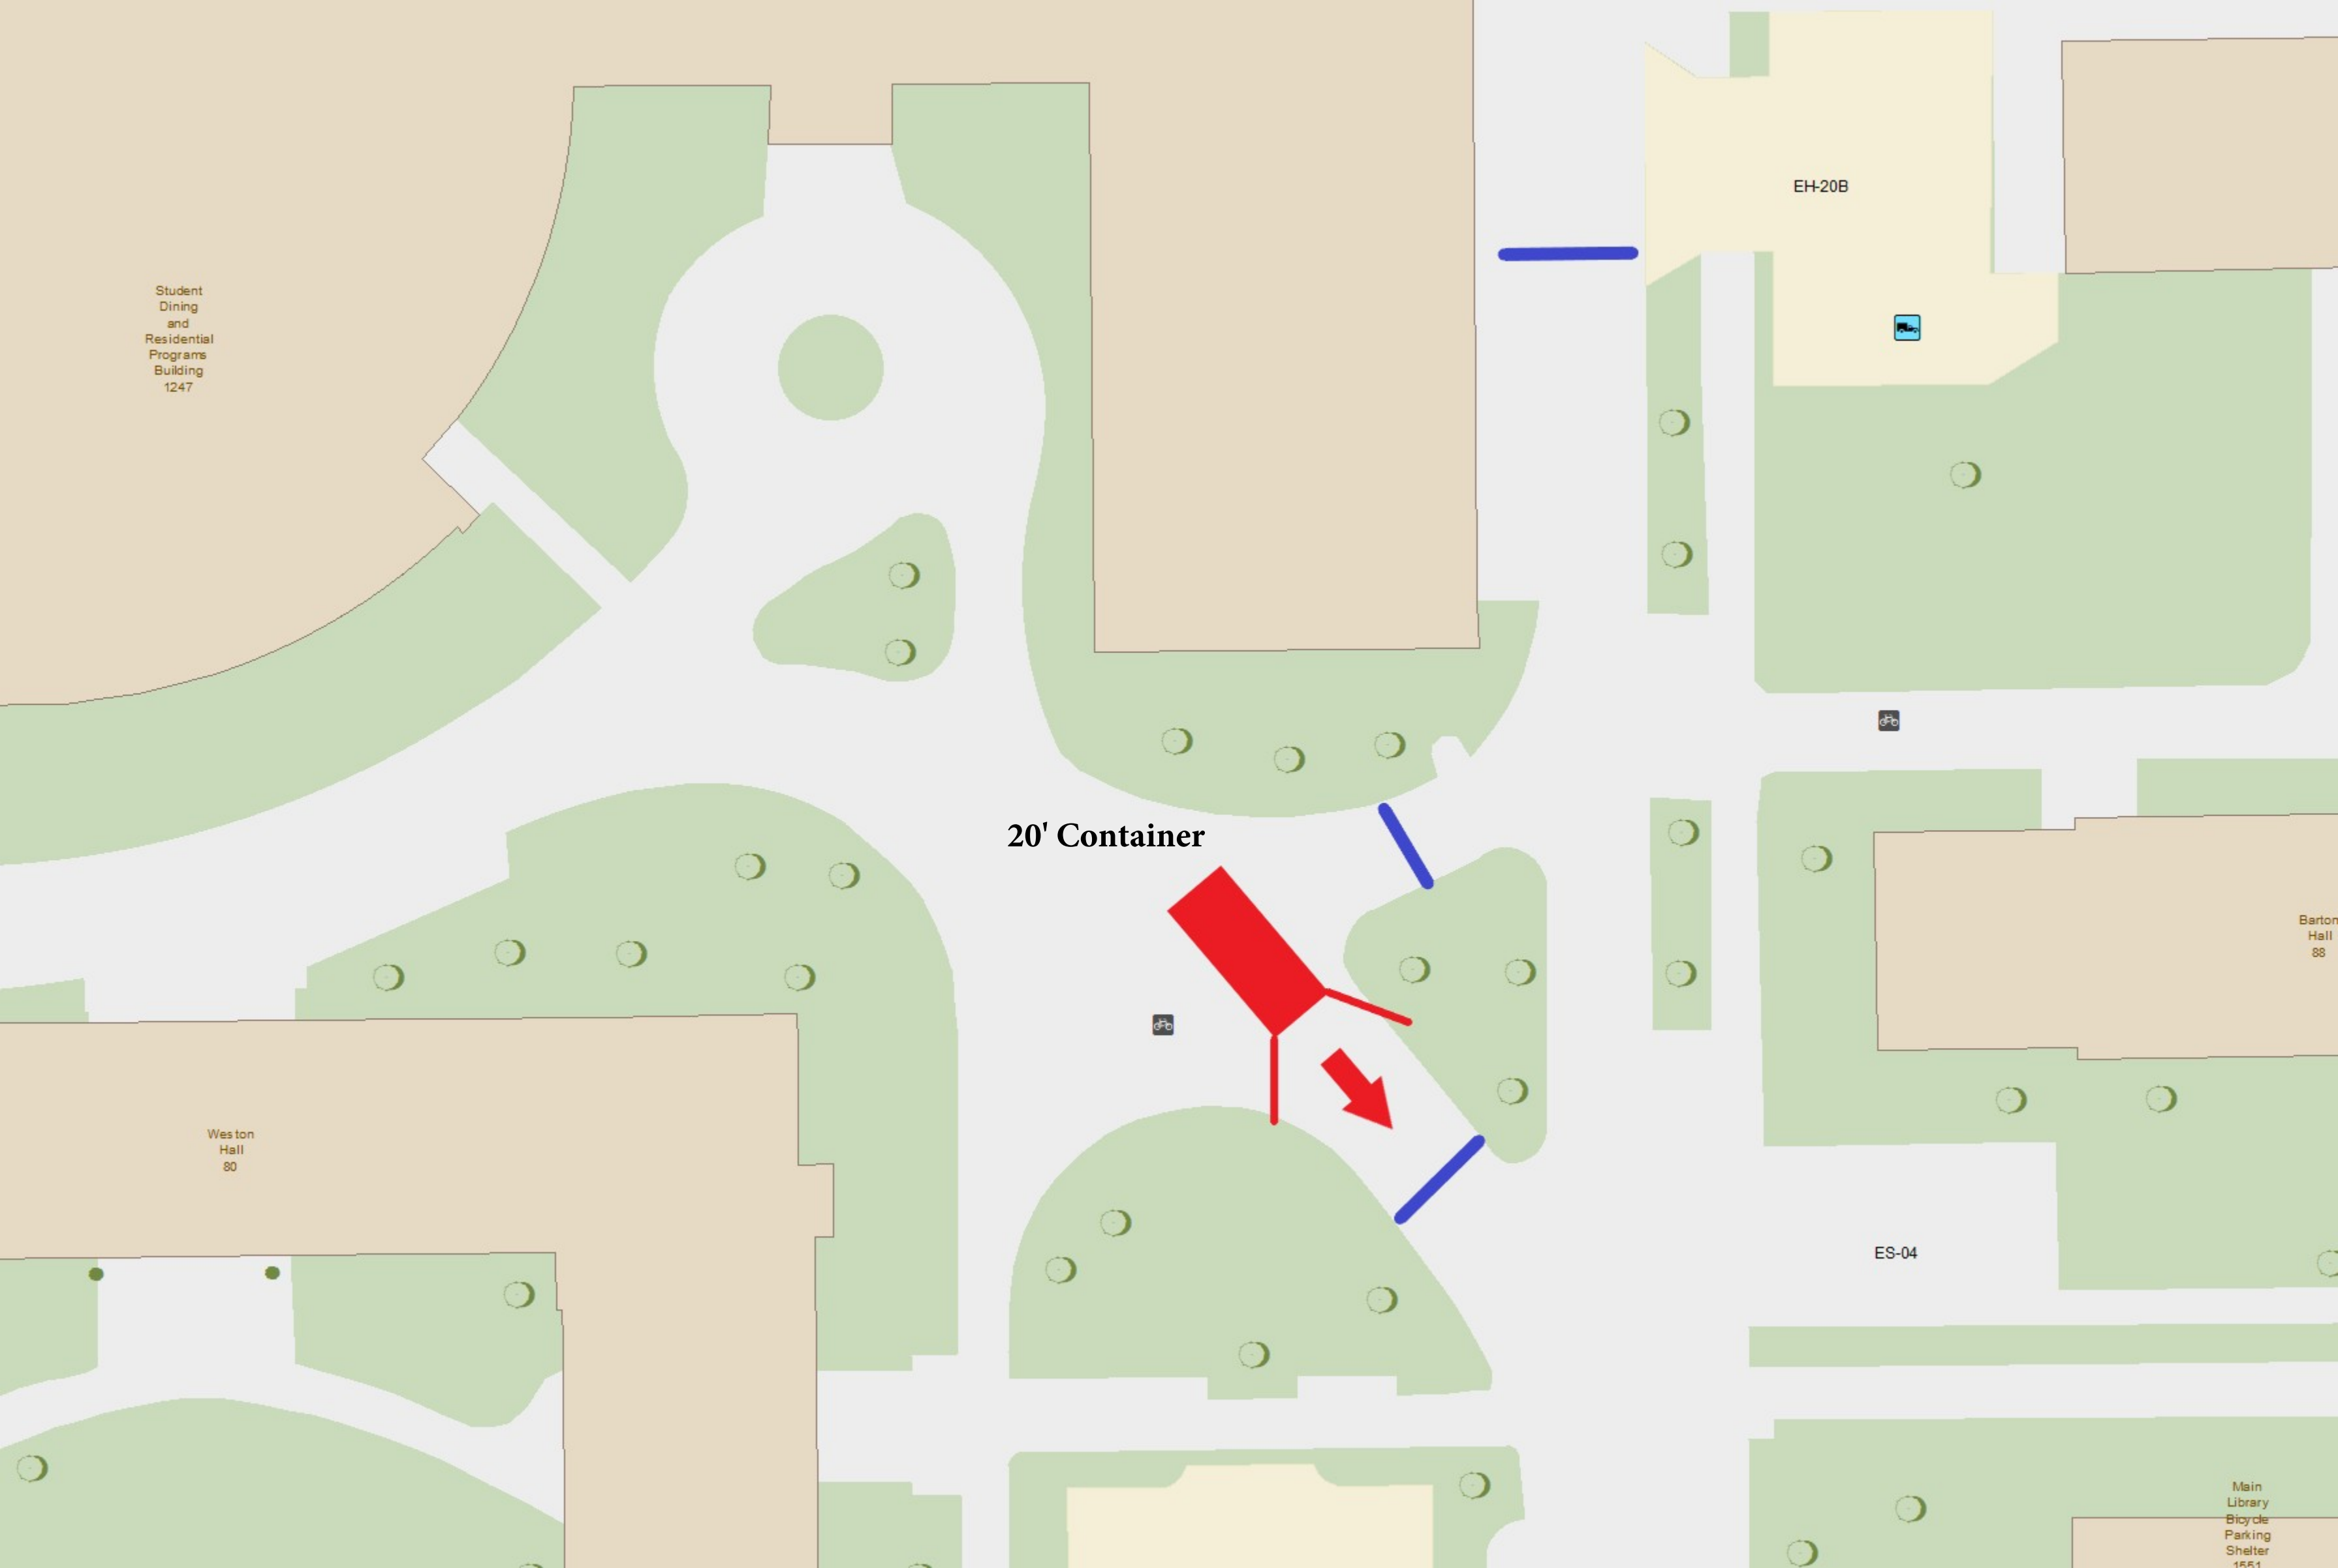 EH-20B
Student
Dining
and
Residential
Programs
Building
1247
20' Container
Barton
Hall
88
Weston
Hall
80
ES-04
Main
Library
Bicycle
Parking
Shelter
1551